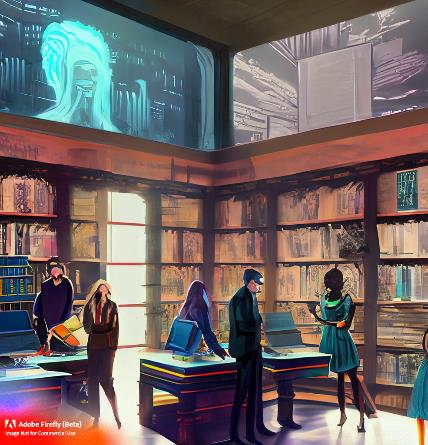 Adobe Firefly (Beta)
Image Not for Commercial Use